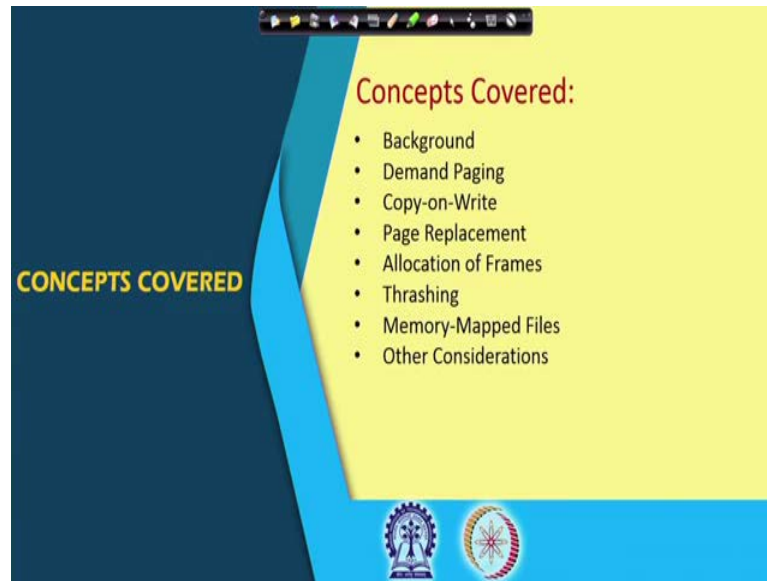 Concepts Covered:
• Background
• Demand Paging
• Copy-on-Write
• Page Replacement
• Allocation of Frames
• Thrashing
• Memory-Mapped Files
• Other Considerations
CONCEPTS COVERED